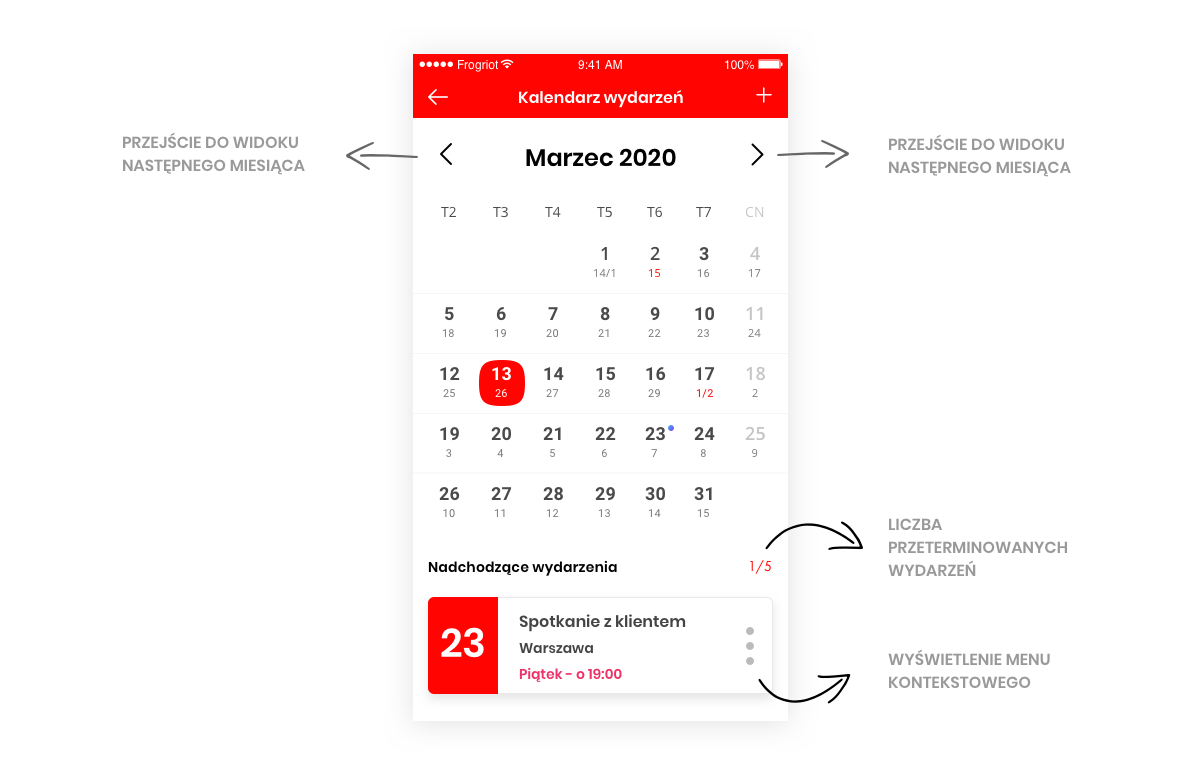 Frogriot 9:41 AM 100%
Kalendarz wydarzeń +
PRZEJŚCIE DO WIDOKU
NASTĘPNEGO MIESIĄCA
Marzec 2020
PRZEJŚCIE DO WIDOKU
NASTĘPNEGO MIESIĄCA
T2 T3 T4 T5 T6 T7 CN
1 2 3 4
14/1 15 16 17
5 6 7 8 9 10 11
18 19 20 21 22 23 24
12 13 14 15 16 17 18
25 26 27 28 29 1/2 2
19 20 21 22 23 24 25
3 4 5 6 7 8 9
26 27 28 29 30 31
10 11 12 13 14 15
LICZBA
PRZETERMINOWANYCH
WYDARZEŃ
Nadchodzące wydarzenia 1/5
23
Spotkanie z klientem
Warszawa
Piątek - o 19:00
WYŚWIETLENIE MENU
KONTEKSTOWEGO